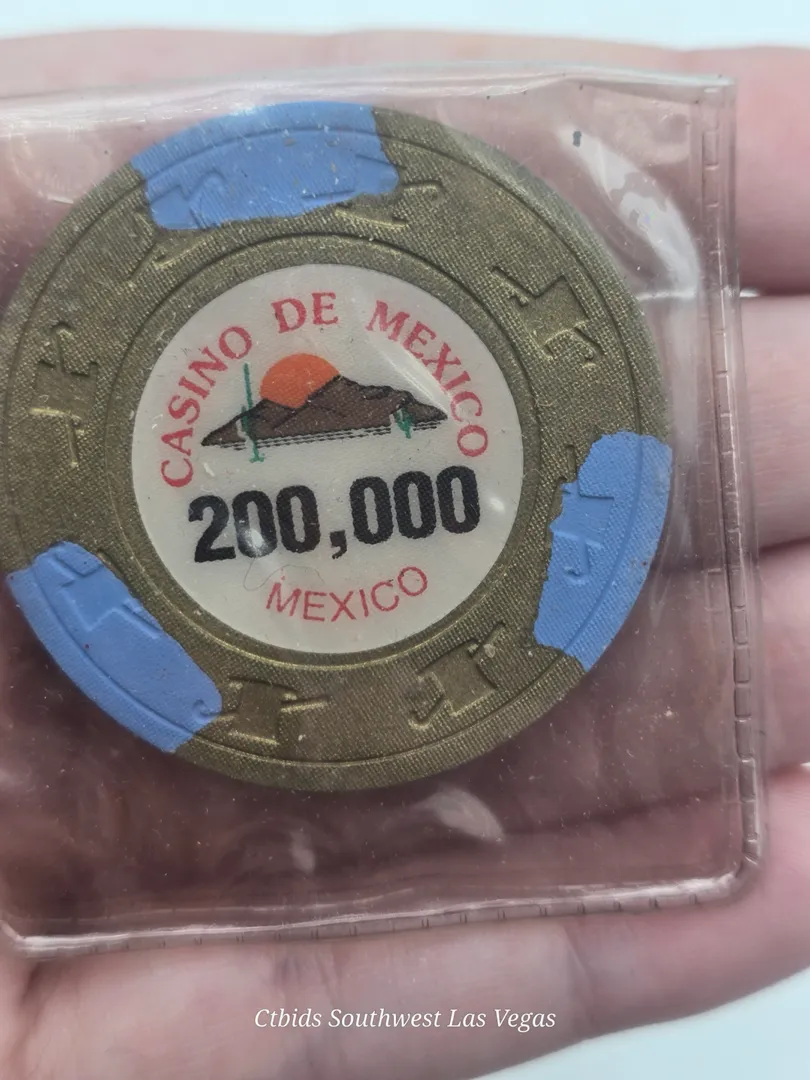 CASINO DE MEXICO
200,000
MEXICO
Ctbids Southwest Las Vegas